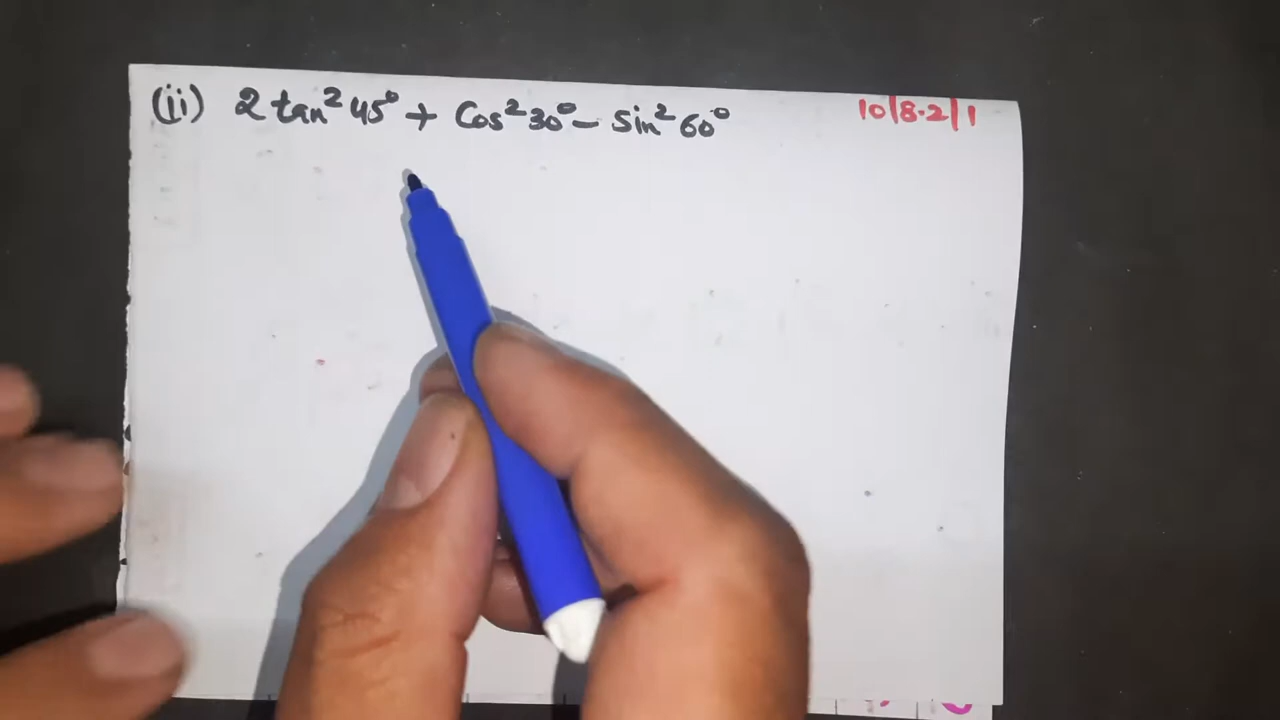 (ii) 2 tan² 45° + Cos² 30° - Sin² 60° 10/8.2/1